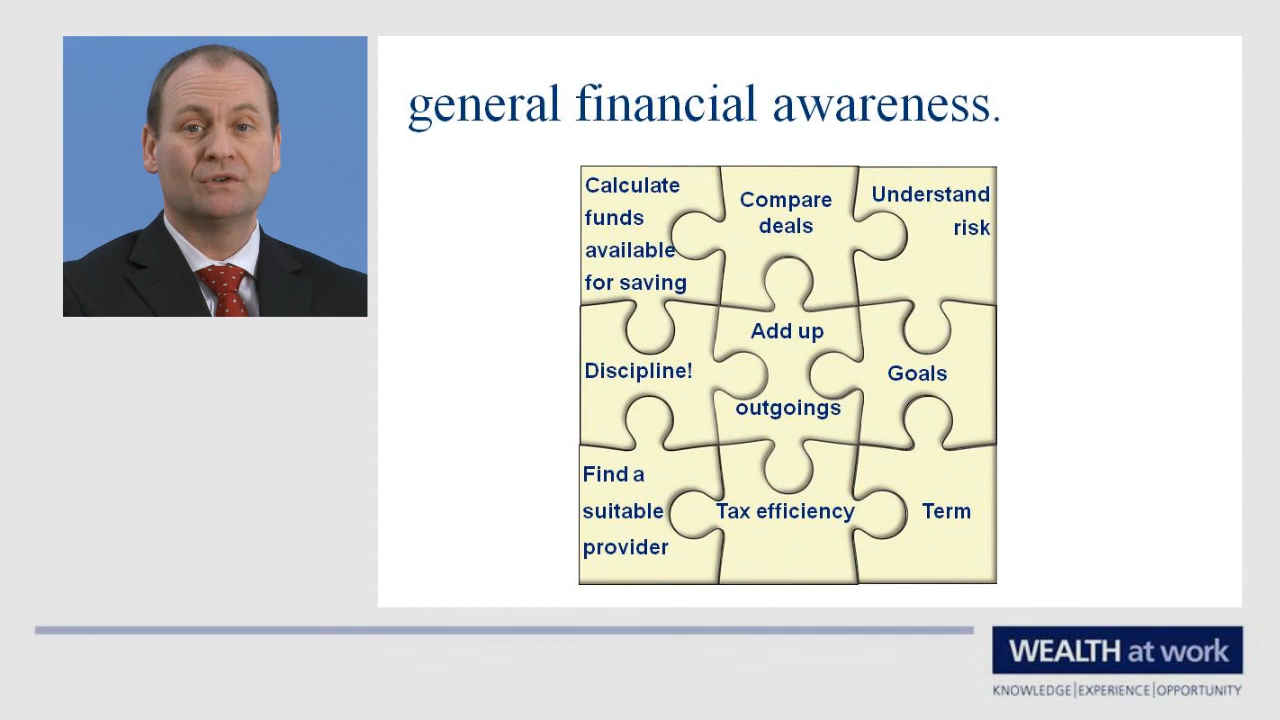 general financial awareness.
Calculate
funds
available
for saving
Compare
deals
Understand
risk
Discipline!
Add up
outgoings
Goals
Find a
suitable
provider
Tax efficiency
Term
WEALTH at work
KNOWLEDGE|EXPERIENCE|OPPORTUNITY